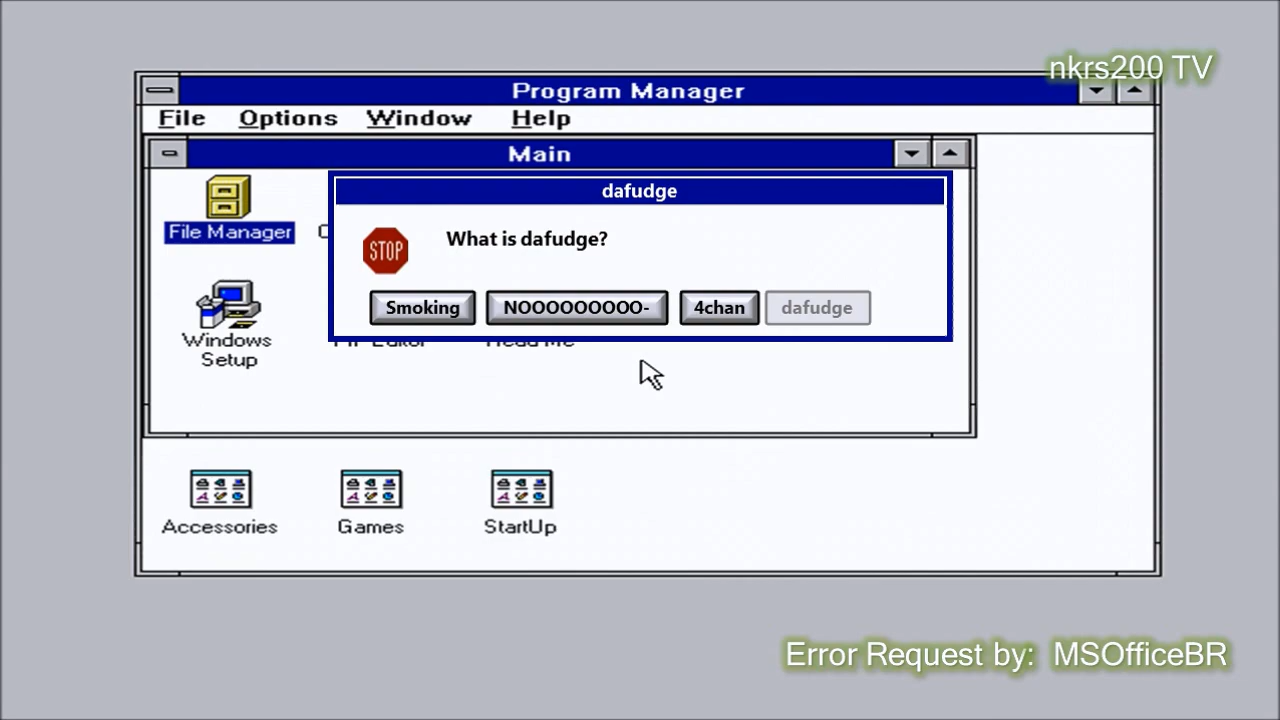 nkrs200 TV
Program Manager
File Options Window Help
Main
dafudge
File Manager
STOP
What is dafudge?
Smoking NOOOOOOOOO- 4chan dafudge
Windows
Setup
Accessories Games StartUp
Error Request by: MSOfficeBR